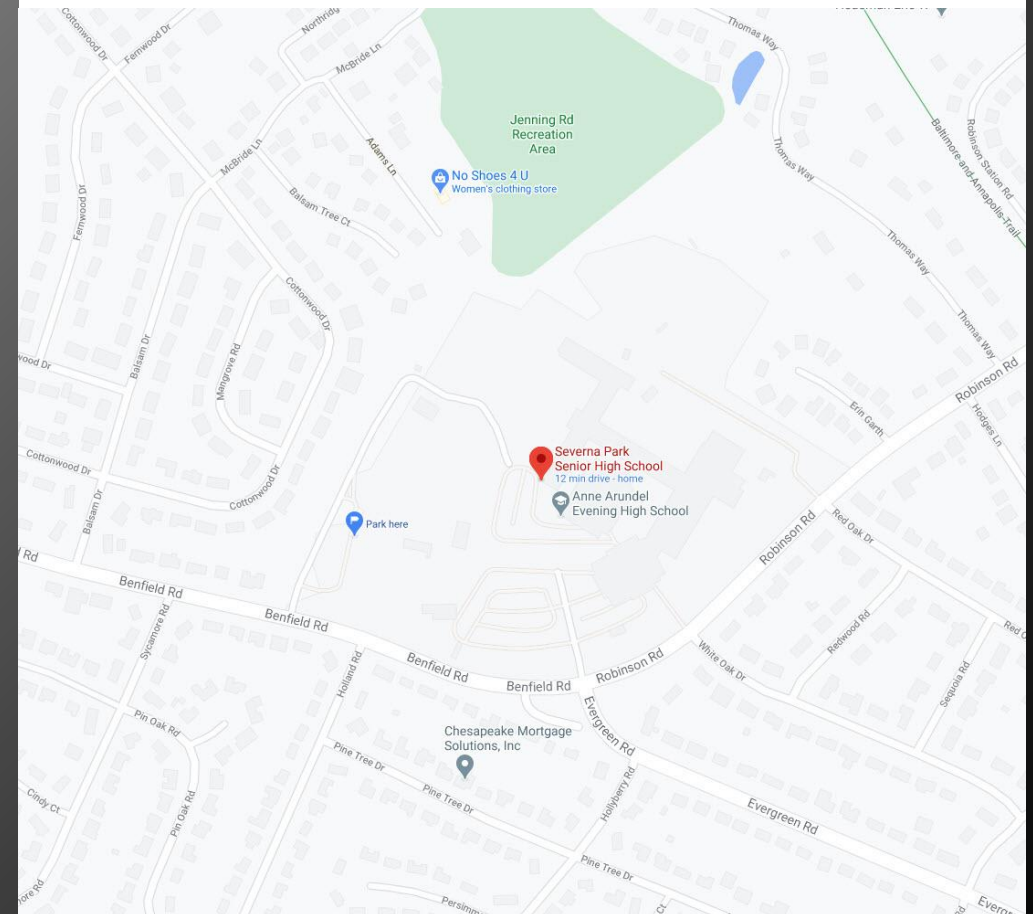 Cottonwood Dr
Fernwood Dr
McBride Ln
Thomas Way
Jenning Rd
Recreation
Area
Adams Ln
No Shoes 4 U
Women's clothing store
McBride Ln
Balsam Tree Ct
Thomas Way
Robinson Station Rd
Baltimore and Annapolis Trail
Fernwood Dr
Thomas Way
Cottonwood Dr
Balsam Dr
Mangrove Rd
Thomas Way
Robinson Rd
Erin Garth
Hodges Ln
Severna Park
Senior High School
12 min drive - home
Anne Arundel
Evening High School
Cottonwood Dr
Cottonwood Dr
Balsam Dr
Park here
Robinson Rd
Red Oak Dr
Rd
Benfield Rd
Benfield Rd
Sycamore Rd
Holland Rd
Benfield Rd
Benfield Rd
Robinson Rd
White Oak Dr
Redwood Rd
Sequoia Rd
Red
Pin Oak Rd
Evergreen Rd
Chesapeake Mortgage
Solutions, Inc
Pine Tree Dr
Pine Tree Dr
Hollyberry Rd
Cindy Ct
Pin Oak Rd
Evergreen Rd
Pine Tree Dr
Ct